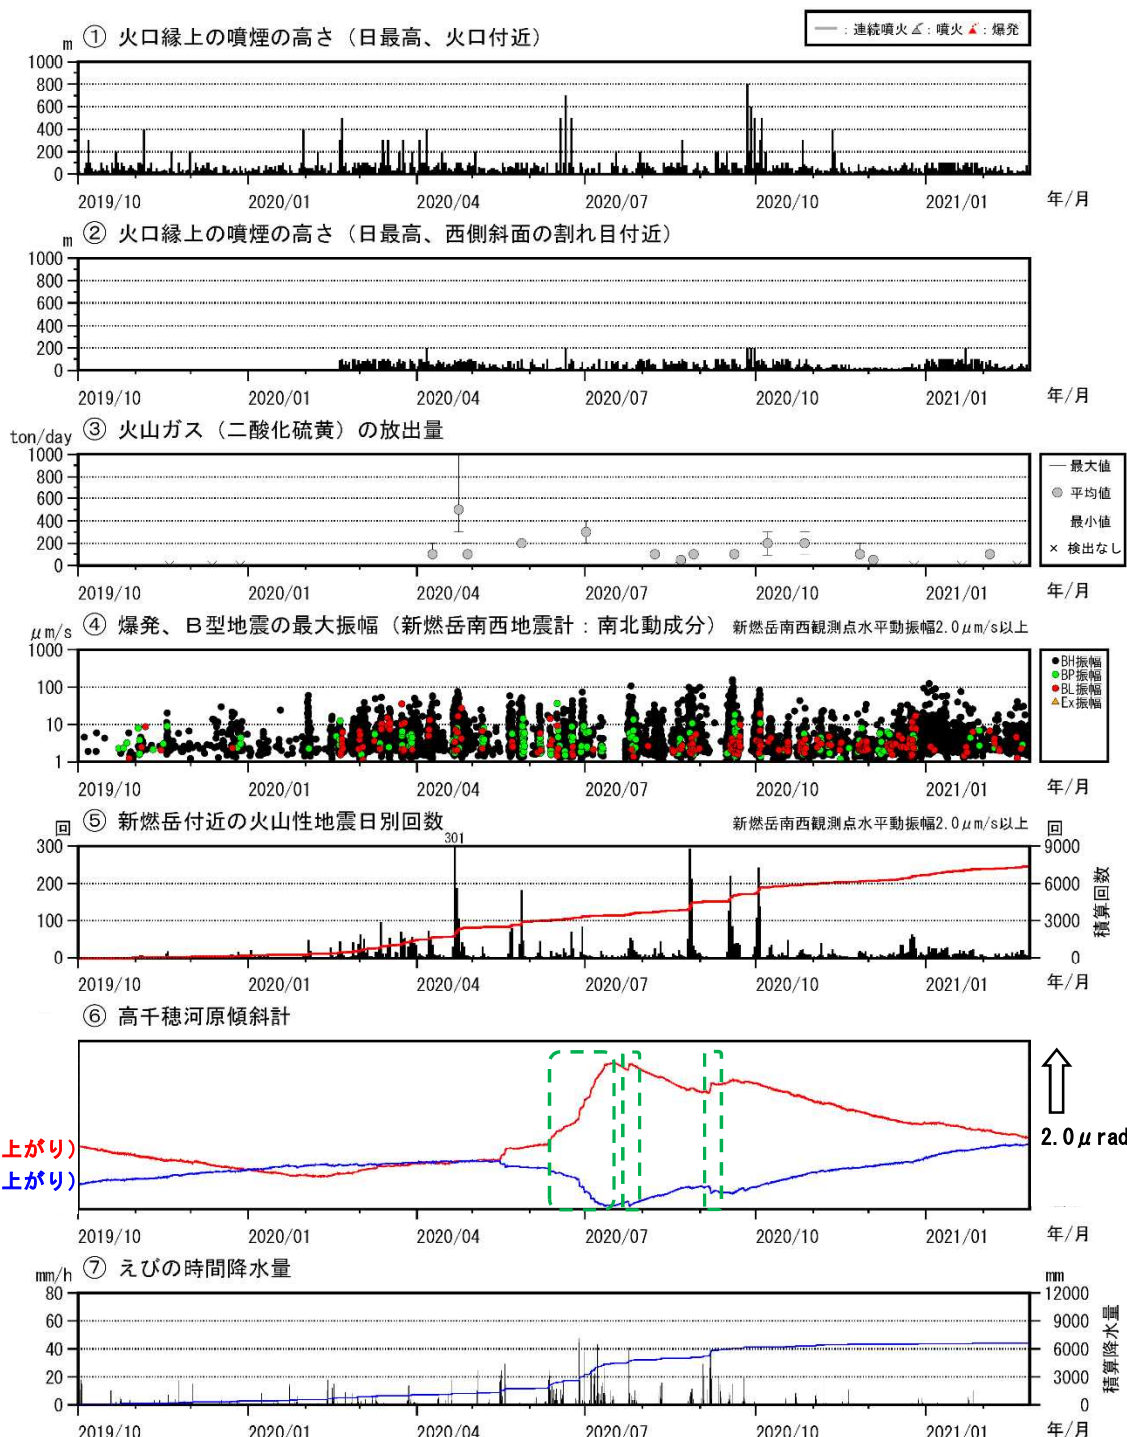 ① 火口縁上の噴煙の高さ（日最高、火口付近）
：連続噴火 ：噴火 ：爆発
m
1000
800
600
400
200
0
2019/10 2020/01 2020/04 2020/07 2020/10 2021/01 年/月
② 火口縁上の噴煙の高さ（日最高、西側斜面の割れ目付近）
m
1000
800
600
400
200
0
2019/10 2020/01 2020/04 2020/07 2020/10 2021/01 年/月
③ 火山ガス（二酸化硫黄）の放出量
ton/day
1000
800
600
400
200
0
最大値
平均値
最小値
× 検出なし
2019/10 2020/01 2020/04 2020/07 2020/10 2021/01 年/月
④ 爆発、Ｂ型地震の最大振幅（新燃岳南西地震計：南北動成分） 新燃岳南西観測点水平動振幅2.0μm/s以上
μm/s
1000
100
10
1
BH振幅
BP振幅
BL振幅
Ex振幅
2019/10 2020/01 2020/04 2020/07 2020/10 2021/01 年/月
⑤ 新燃岳付近の火山性地震日別回数 新燃岳南西観測点水平動振幅2.0μm/s以上
回 301 回
300 9000
200 6000
100 3000
0 0
積算回数
2019/10 2020/01 2020/04 2020/07 2020/10 2021/01 年/月
⑥ 高千穂河原傾斜計
上がり)
上がり)
2.0μrad
2019/10 2020/01 2020/04 2020/07 2020/10 2021/01 年/月
⑦ えびの時間降水量
mm/h mm
80 12000
60 9000
40 6000
20 3000
0 0
積算降水量
2019/10 2020/01 2020/04 2020/07 2020/10 2021/01 年/月